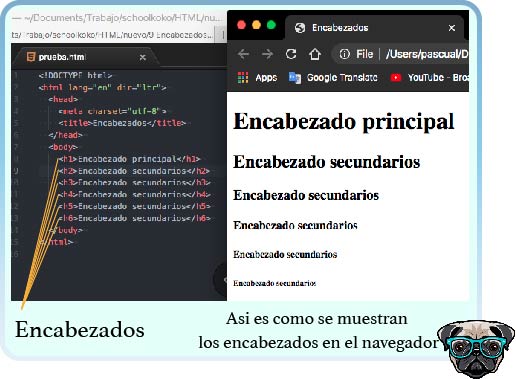 ~/Documents/Trabajo/schoolkoko/HTML/nu...
ts/Trabajo/schoolkoko/HTML/nuevo/9 Encabezados...
pruebs.html
1 <!DOCTYPE html>
2 <html lang="en" dir="ltr">
3 <head>
4 <meta charset="utf-8">
5 <title>Encabezados</title>
6 </head>
7 <body>
8 <h1>Encabezado principal</h1>
9 <h2>Encabezado secundarios</h2>
10 <h3>Encabezado secundarios</h3>
11 <h4>Encabezado secundarios</h4>
12 <h5>Encabezado secundarios</h5>
13 <h6>Encabezado secundarios</h6>
14 </body>
15 </html>
16
Encabezados
File /Users/pascual/D
Apps Google Translate YouTube - Broa
Encabezado principal
Encabezado secundarios
Encabezado secundarios
Encabezado secundarios
Encabezado secundarios
Encabezado secundarios
Encabezados
Asi es como se muestran
los encabezados en el navegador